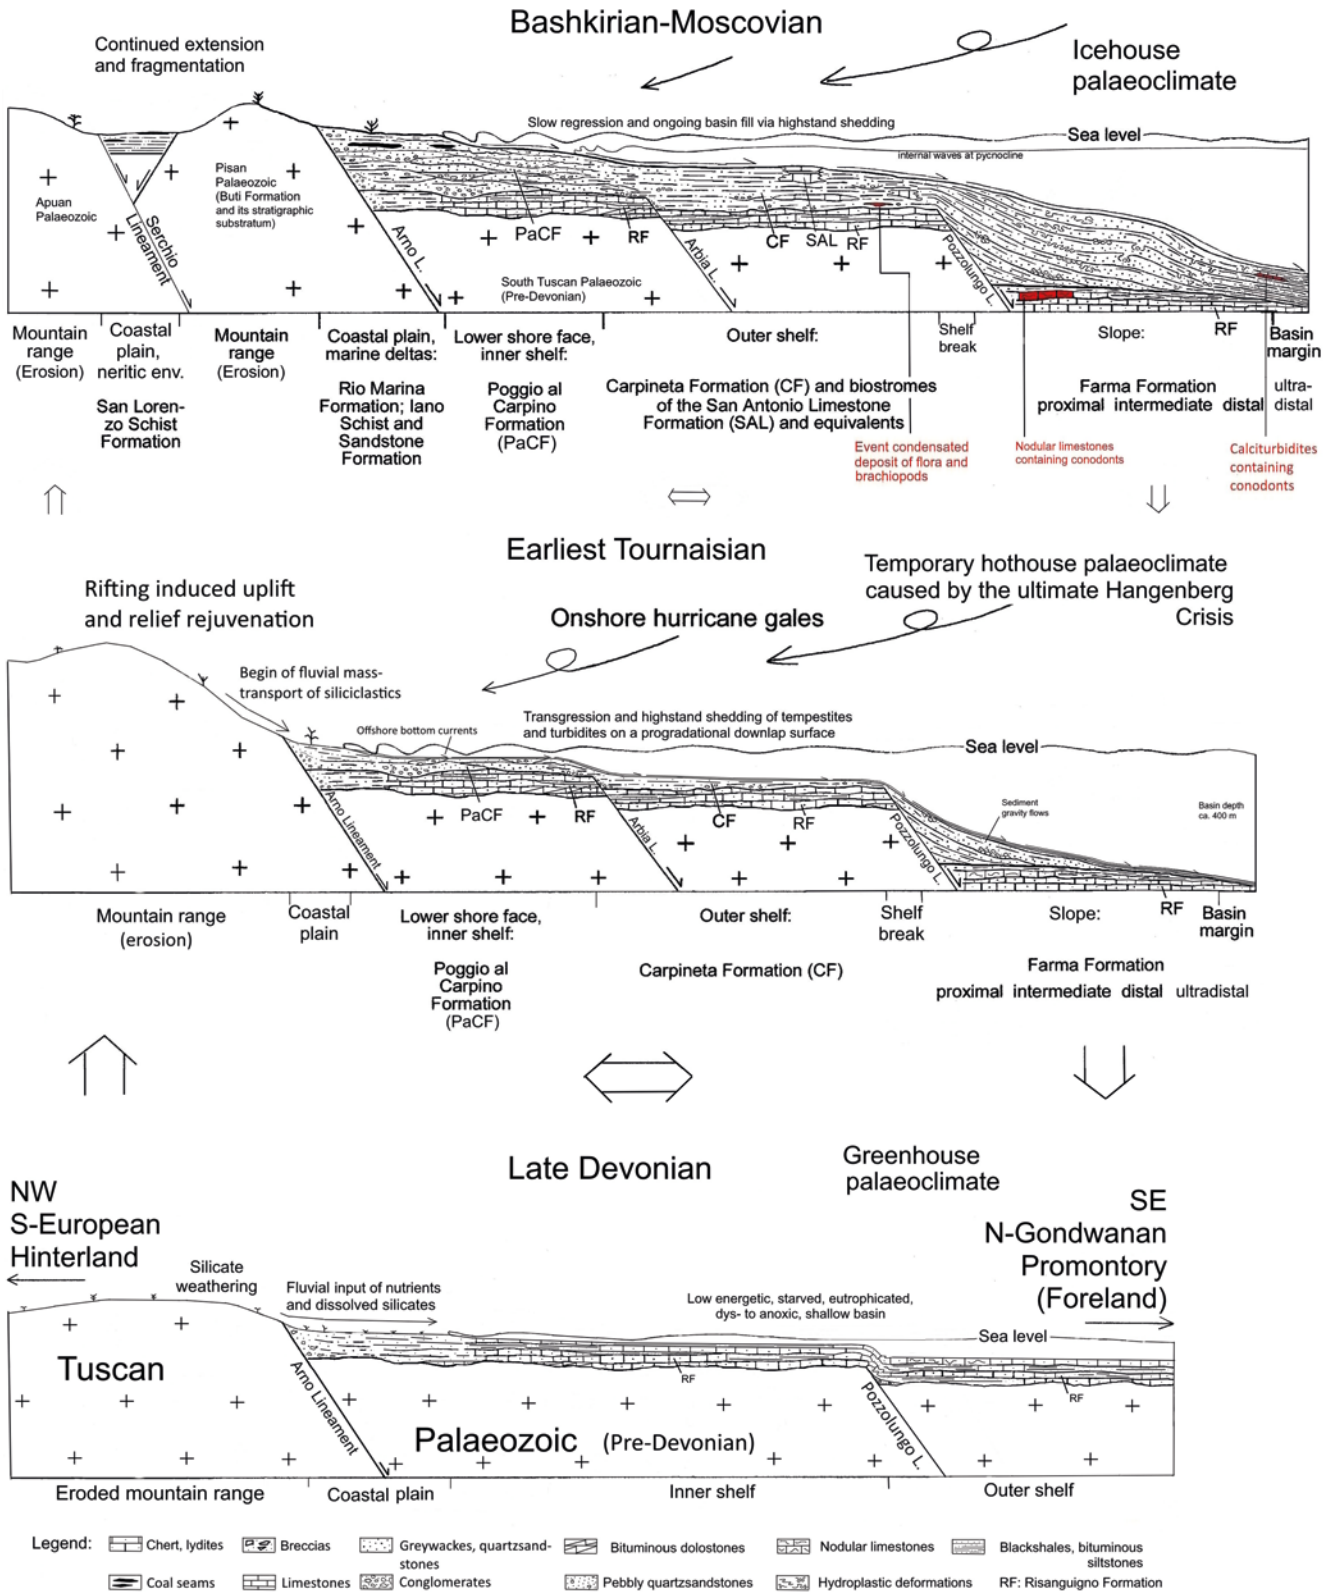 Bashkirian-Moscovian
Continued extension
and fragmentation
Icehouse
palaeoclimate
Slow regression and ongoing basin fill via highstand shedding
Sea level
internal waves at pycnocline
Apuan
Palaeozoic
Serchio
Lineament
Pisan
Palaeozoic
(Buti Formation
and its stratigraphic
substratum)
Arno L.
PaCF
RF
South Tuscan Palaeozoic
(Pre-Devonian)
Arbia L.
CF
SAL
RF
Pozzolungo L.
RF
Mountain
range
(Erosion)
Coastal
plain,
neritic env.
San Loren-
zo Schist
Formation
Mountain
range
(Erosion)
Coastal plain,
marine deltas:
Rio Marina
Formation; Iano
Schist and
Sandstone
Formation
Lower shore face,
inner shelf:
Poggio al
Carpino
Formation
(PaCF)
Outer shelf:
Carpineta Formation (CF) and biostromes
of the San Antonio Limestone
Formation (SAL) and equivalents
Shelf
break
Slope:
Farma Formation
proximal intermediate distal
Basin
margin
ultra-
distal
Event condensated
deposit of flora and
brachiopods
Nodular limestones
containing conodonts
Calciturbidites
containing
conodonts
Earliest Tournaisian
Rifting induced uplift
and relief rejuvenation
Temporary hothouse palaeoclimate
caused by the ultimate Hangenberg
Crisis
Onshore hurricane gales
Begin of fluvial mass-
transport of siliciclastics
Offshore bottom currents
Transgression and highstand shedding of tempestites
and turbidites on a progradational downlap surface
Sea level
Arno Lineament
PaCF
RF
Arbia L.
CF
RF
Pozzolungo L.
Sediment
gravity flows
Basin depth
ca. 400 m
RF
Mountain range
(erosion)
Coastal
plain
Lower shore face,
inner shelf:
Poggio al
Carpino
Formation
(PaCF)
Outer shelf:
Carpineta Formation (CF)
Shelf
break
Slope:
Farma Formation
proximal intermediate distal ultradistal
Basin
margin
Late Devonian
Greenhouse
palaeoclimate
NW
S-European
Hinterland
SE
N-Gondwanan
Promontory
(Foreland)
Silicate
weathering
Fluvial input of nutrients
and dissolved silicates
Low energetic, starved, eutrophicated,
dys- to anoxic, shallow basin
Sea level
Tuscan
Arno Lineament
RF
Palaeozoic (Pre-Devonian)
Pozzolungo L.
RF
Eroded mountain range
Coastal plain
Inner shelf
Outer shelf
Legend:
Chert, lydites
Breccias
Greywackes, quartzsand-
stones
Bituminous dolostones
Nodular limestones
Blackshales, bituminous
siltstones
Coal seams
Limestones
Conglomerates
Pebbly quartzsandstones
Hydroplastic deformations
RF: Risanguigno Formation